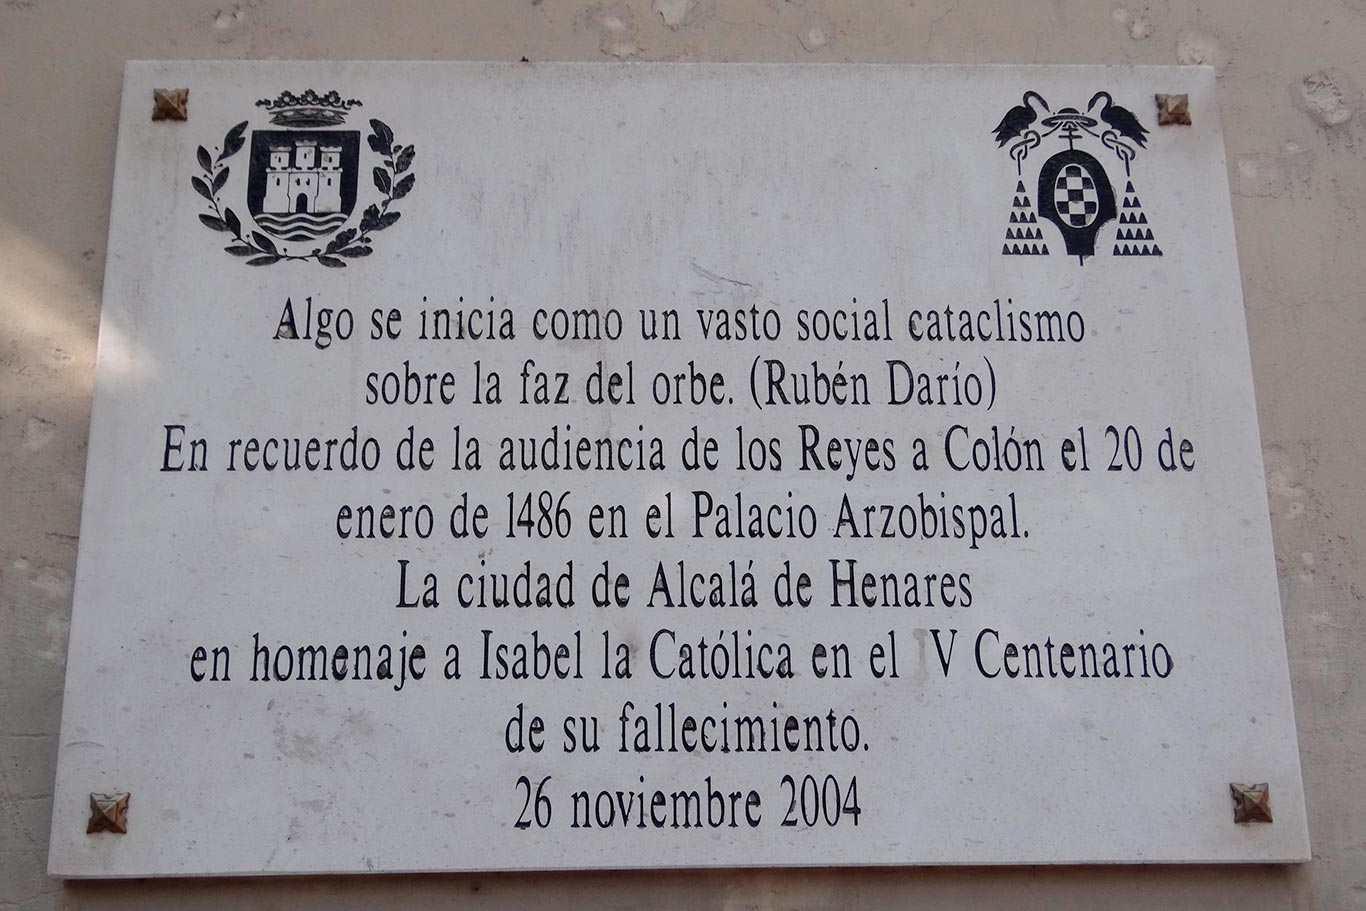 Algo se inicia como un vasto social cataclismo
sobre la faz del orbe. (Rubén Darío)
En recuerdo de la audiencia de los Reyes a Colón el 20 de
enero de 1486 en el Palacio Arzobispal.
La ciudad de Alcalá de Henares
en homenaje a Isabel la Católica en el V Centenario
de su fallecimiento.
26 noviembre 2004